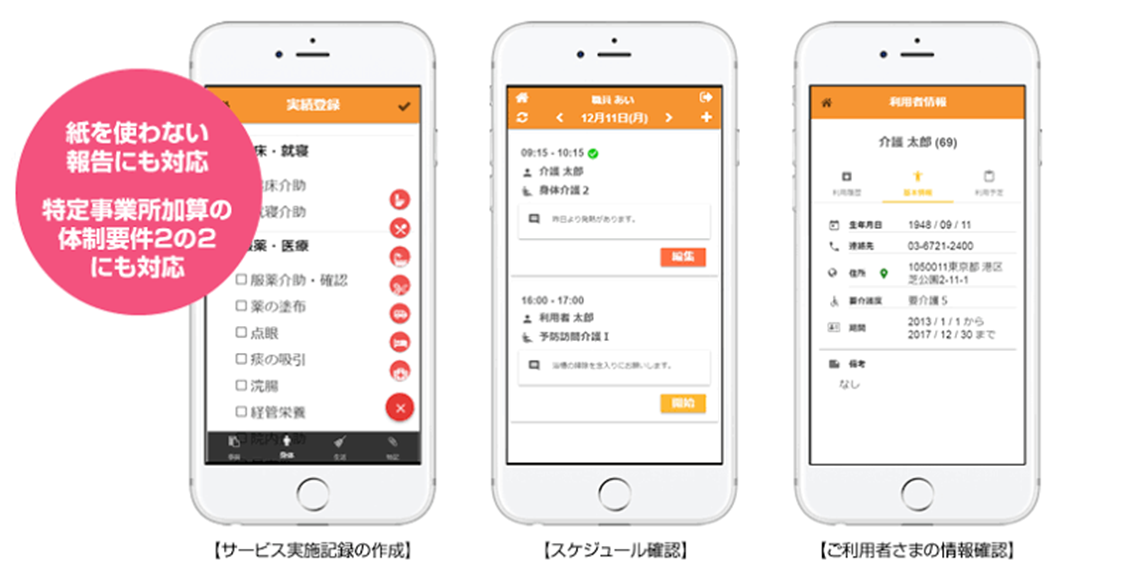 紙を使わない
報告にも対応
特定事業所加算の
体制要件2の2
にも対応
実績登録
床・就寝
床介助
寝介助
薬・医療
服薬介助・確認
薬の塗布
点眼
痰の吸引
浣腸
経管栄養
身体
生活
特記
【サービス実施記録の作成】
職員 あい
12月11日(月)
09:15 - 10:15
介護 太郎
身体介護 2
昨日より発熱があります。
編集
16:00 - 17:00
利用者 太郎
予防訪問介護 I
浴槽の掃除を念入りにお願いします。
開始
【スケジュール確認】
利用者情報
介護 太郎 (69)
利用履歴
基本情報
利用予定
生年月日
1948 / 09 / 11
連絡先
03-6721-2400
住所
1050011東京都 港区
芝公園2-11-1
要介護度
要介護 5
期間
2013 / 1 / 1 から
2017 / 12 / 30 まで
備考
なし
【ご利用者さまの情報確認】